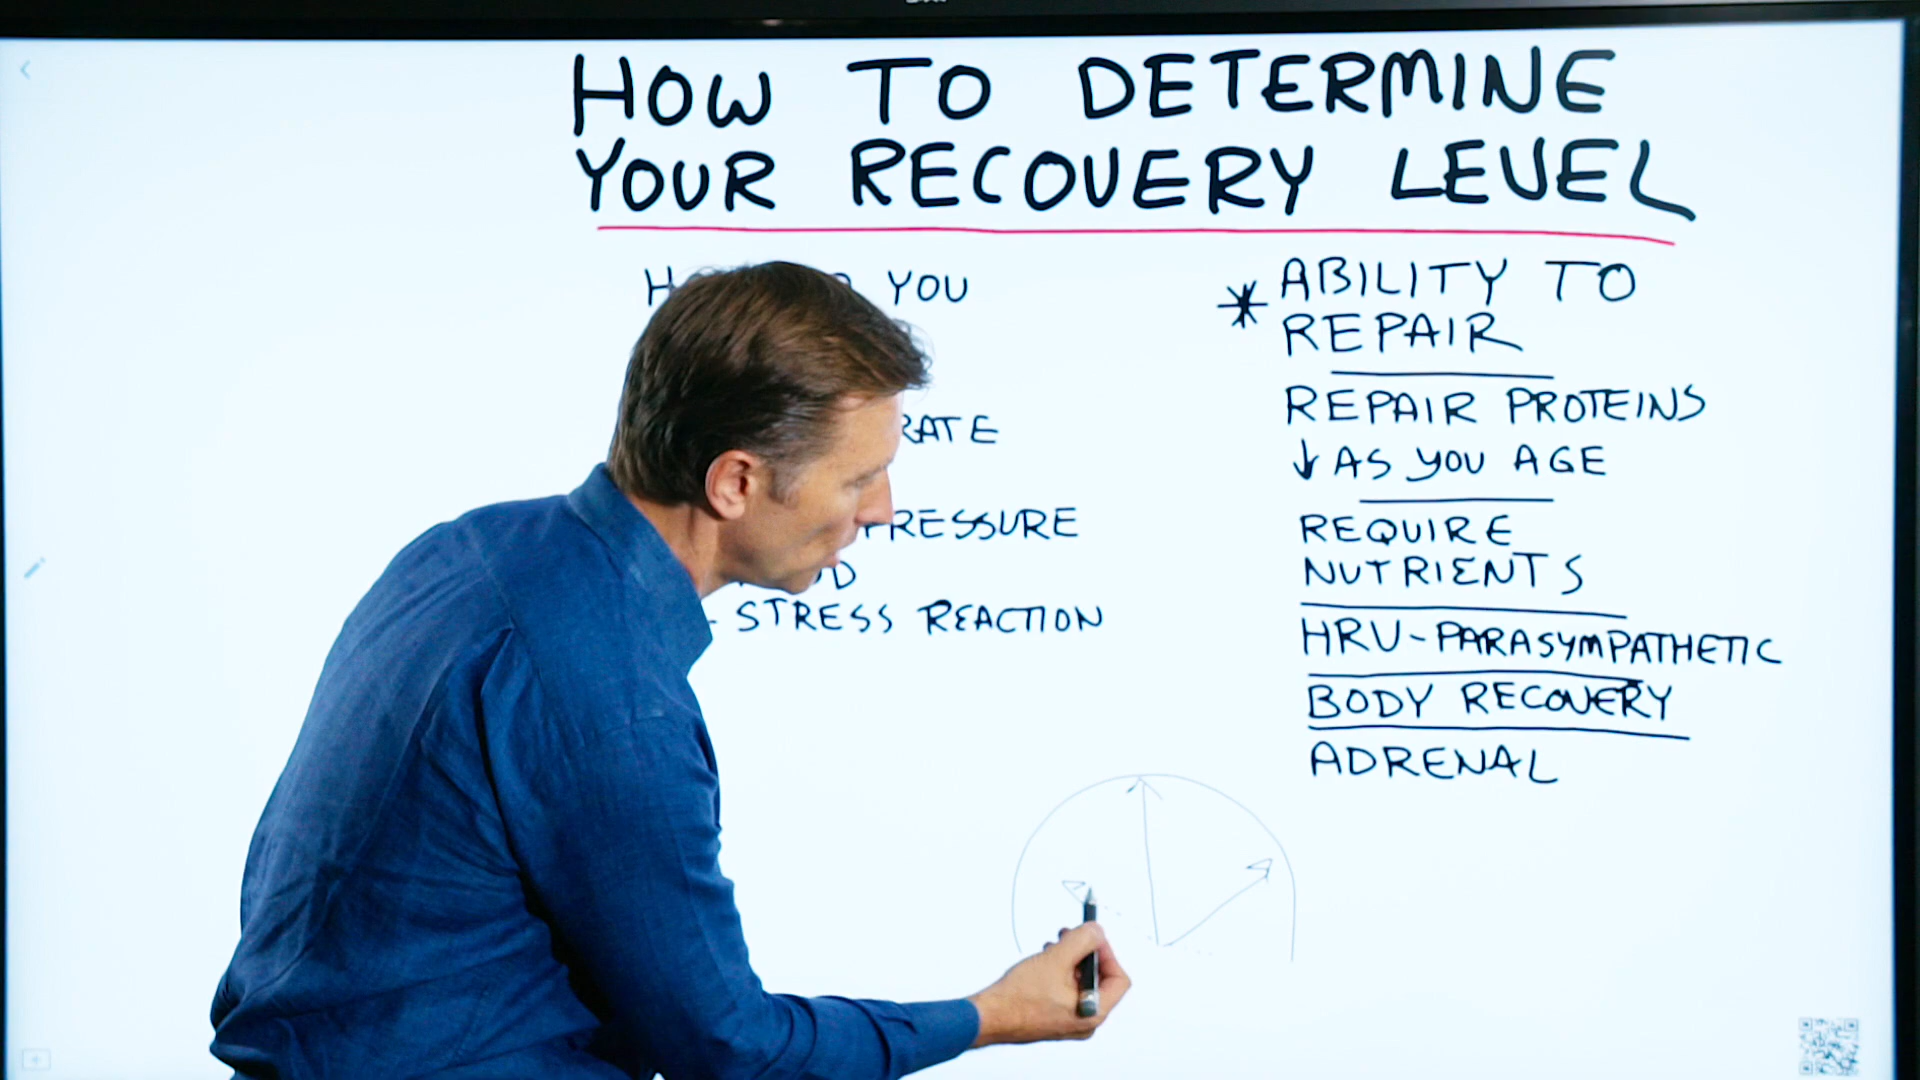 HOW TO DETERMINE
YOUR RECOVERY LEVEL
YOU
RATE
PRESSURE
- STRESS REACTION
* ABILITY TO
REPAIR
REPAIR PROTEINS
↓ AS YOU AGE
REQUIRE
NUTRIENTS
HRV-PARASYMPATHETIC
BODY RECOVERY
ADRENAL